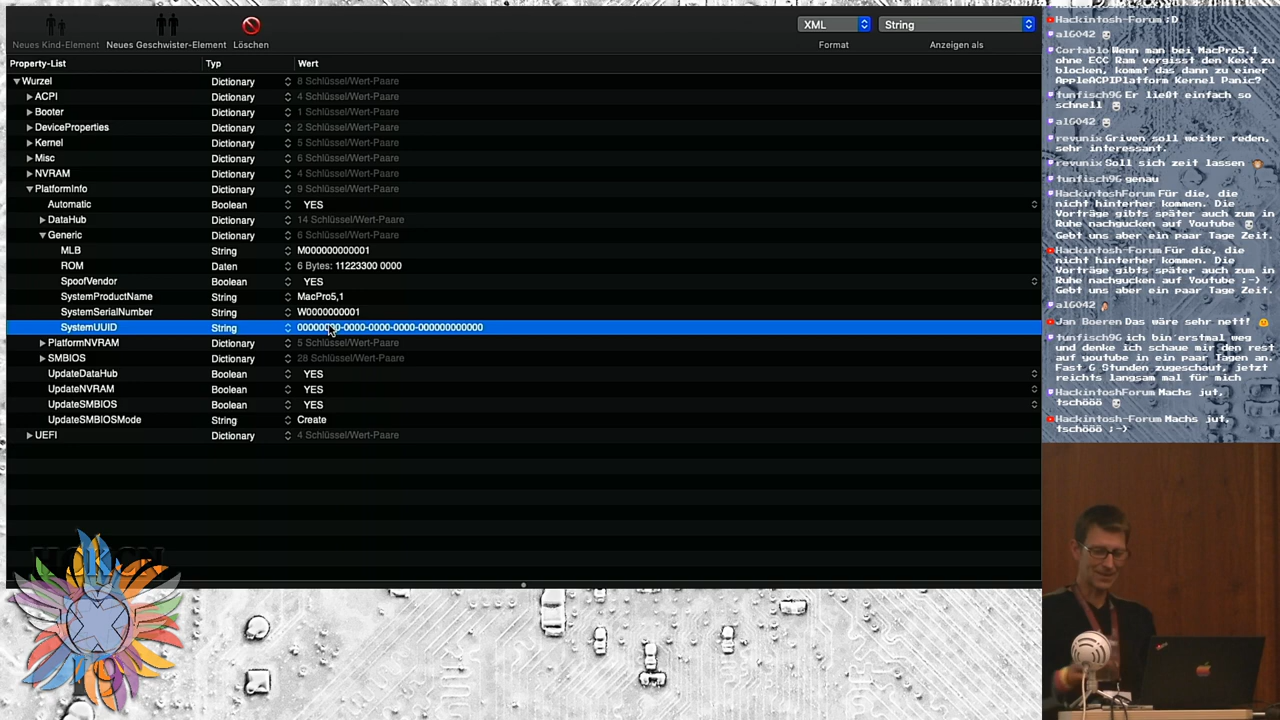 Neues Kind-Element Neues Geschwister-Element Löschen
XML String
Format Anzeigen als
Property-List Typ Wert
Wurzel Dictionary 8 Schlüssel/Wert-Paare
ACPI Dictionary 4 Schlüssel/Wert-Paare
Booter Dictionary 1 Schlüssel/Wert-Paare
DeviceProperties Dictionary 2 Schlüssel/Wert-Paare
Kernel Dictionary 5 Schlüssel/Wert-Paare
Misc Dictionary 6 Schlüssel/Wert-Paare
NVRAM Dictionary 4 Schlüssel/Wert-Paare
PlatformInfo Dictionary 9 Schlüssel/Wert-Paare
Automatic Boolean YES
DataHub Dictionary 14 Schlüssel/Wert-Paare
Generic Dictionary 6 Schlüssel/Wert-Paare
MLB String M000000000001
ROM Daten 6 Bytes: 11223300 0000
SpoofVendor Boolean YES
SystemProductName String MacPro5,1
SystemSerialNumber String W0000000001
SystemUUID String 00000000-0000-0000-0000-000000000000
PlatformNVRAM Dictionary 5 Schlüssel/Wert-Paare
SMBIOS Dictionary 28 Schlüssel/Wert-Paare
UpdateDataHub Boolean YES
UpdateNVRAM Boolean YES
UpdateSMBIOS Boolean YES
UpdateSMBIOSMode String Create
UEFI Dictionary 4 Schlüssel/Wert-Paare
Hackintosh-Forum ;D
al6042
Cortablo Wenn man bei MacPro5.1
ohne ECC Ram vergisst den Kext zu
blocken, kommt das dann zu einer
AppleACPIPlatform Kernel Panic?
tunfisch96 Er ließt einfach so
schnell
al6042
revunix Griven soll weiter reden,
sehr interessant.
revunix Soll sich zeit lassen
tunfisch96 genau
HackintoshForum Für die, die
nicht hinterher kommen. Die
Vorträge gibts später auch zum in
Ruhe nachgucken auf Youtube
Gebt uns aber ein paar Tage Zeit.
Hackintosh-Forum Für die, die
nicht hinterher kommen. Die
Vorträge gibts später auch zum in
Ruhe nachgucken auf Youtube ;-)
Gebt uns aber ein paar Tage Zeit.
al6042
Jan Boeren Das wäre sehr nett!
tunfisch96 ich bin erstmal weg
und denke ich schaue mir den rest
auf youtube in ein paar Tagen an.
Fast 6 Stunden zugeschaut, jetzt
reichts langsam mal für mich
HackintoshForum Machs jut,
tschööö
Hackintosh-Forum Machs jut,
tschööö ;-)